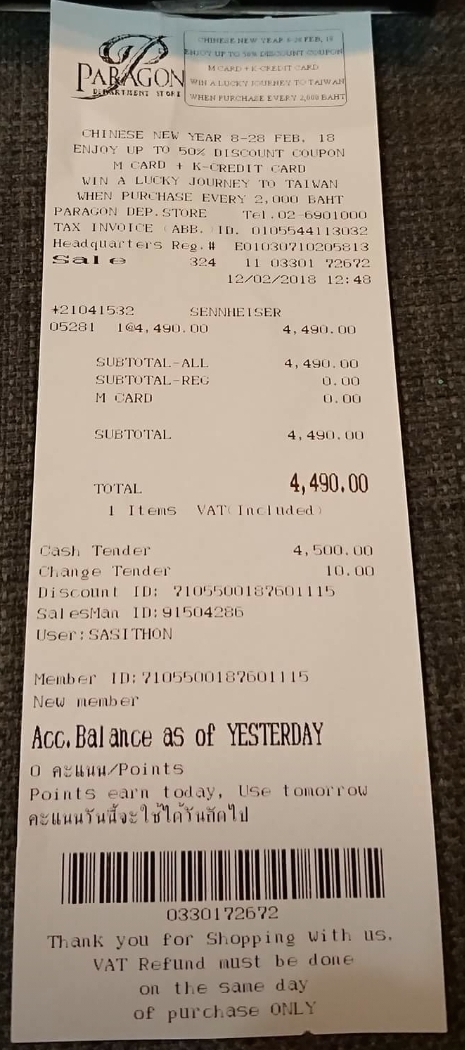 PARAGON
DEPARTMENT STORE
CHINESE NEW YEAR 8-28 FEB, 18
ENJOY UP TO 50% DISCOUNT COUPON
M CARD + K-CREDIT CARD
WIN A LUCKY JOURNEY TO TAIWAN
WHEN PURCHASE EVERY 2,000 BAHT
CHINESE NEW YEAR 8-28 FEB, 18
ENJOY UP TO 50% DISCOUNT COUPON
M CARD + K-CREDIT CARD
WIN A LUCKY JOURNEY TO TAIWAN
WHEN PURCHASE EVERY 2,000 BAHT
PARAGON DEP.STORE Tel.02-6901000
TAX INVOICE (ABB.) ID. 0105544113032
Headquarters Reg.# E01030710205813
Sale 324 11 03301 72672
12/02/2018 12:48
+21041532 SENNHEISER
05281 1@4,490.00 4,490.00
SUBTOTAL-ALL 4,490.00
SUBTOTAL-REG 0.00
M CARD 0.00
SUBTOTAL 4,490.00
TOTAL 4,490.00
1 Items VAT(Included)
Cash Tender 4,500.00
Change Tender 10.00
Discount ID: 7105500187601115
SalesMan ID:91504286
User:SASITHON
Member ID:7105500187601115
New member
Acc.Balance as of YESTERDAY
0 คะแนน/Points
Points earn today, Use tomorrow
คะแนนวันนี้จะใช้ได้วันถัดไป
0330172672
Thank you for Shopping with us.
VAT Refund must be done
on the same day
of purchase ONLY